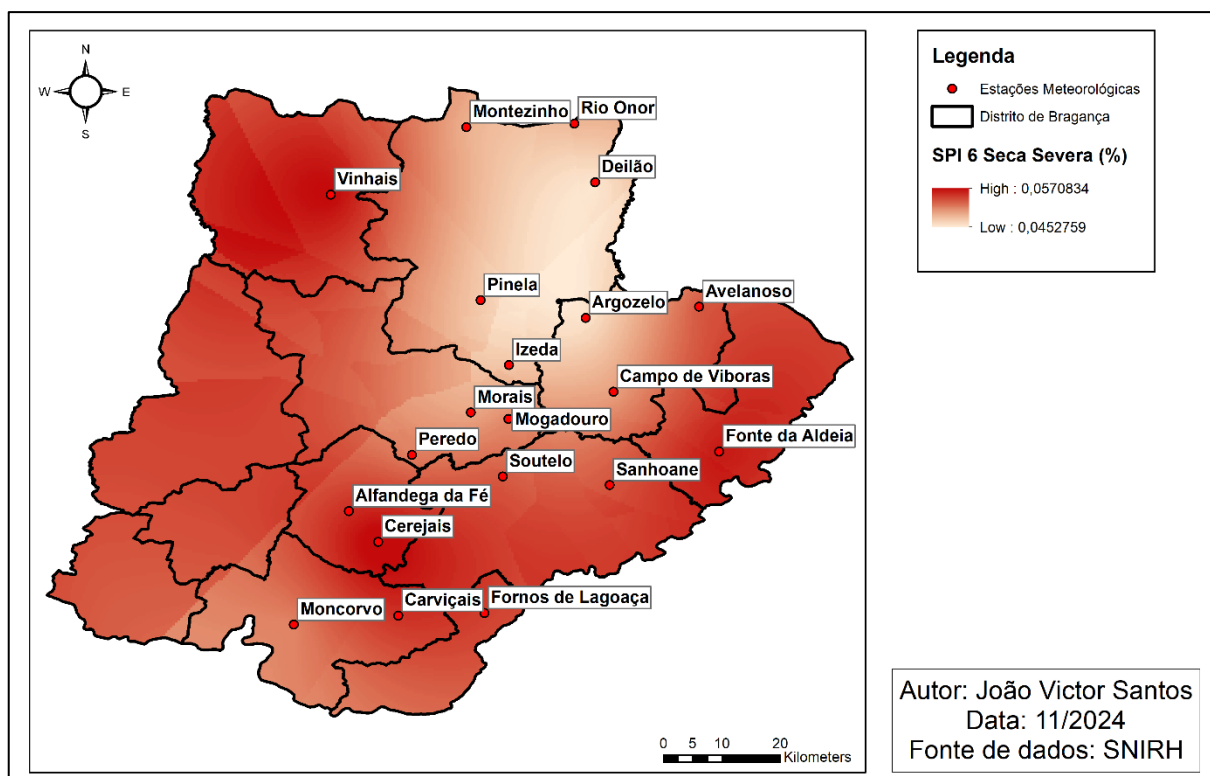 N
W E
S
Montezinho
Rio Onor
Deilão
Vinhais
Pinela
Argozelo
Avelanoso
Izeda
Campo de Viboras
Morais
Mogadouro
Fonte da Aldeia
Peredo
Soutelo
Sanhoane
Alfandega da Fé
Cerejais
Moncorvo
Carviçais
Fornos de Lagoaça
0 5 10 20
Kilometers
Legenda
Estações Meteorológicas
Distrito de Bragança
SPI 6 Seca Severa (%)
High : 0,0570834
Low : 0,0452759
Autor: João Victor Santos
Data: 11/2024
Fonte de dados: SNIRH